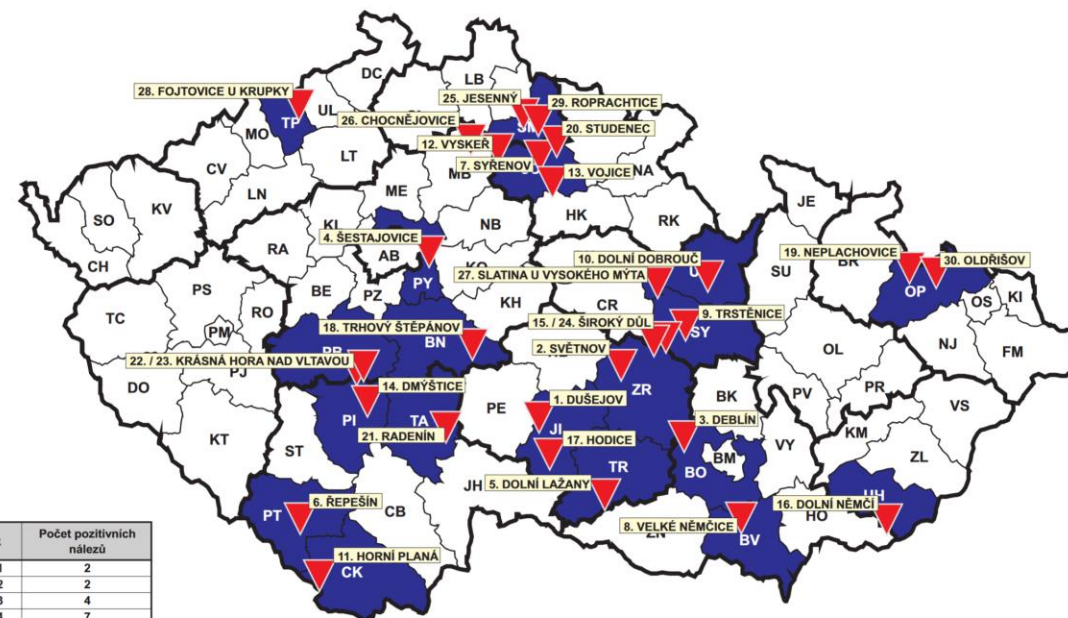 DC
LB
28. FOJTOVICE U KRUPKY
25. JESENNÝ
29. ROPRACHTICE
UL
TP
MO
26. CHOCNĚJOVICE
20. STUDENEC
CV
LT
12. VYSKEŘ
7. SYŘENOV
13. VOJICE
NA
MB
LN
ME
SO
KV
JE
HK
RK
NB
RA
4. ŠESTAJOVICE
AB
10. DOLNÍ DOBROUČ
19. NEPLACHOVICE
30. OLDŘIŠOV
CH
27. SLATINA U VYSOKÉHO MÝTA
SU
BR
PS
BE
PZ
PY
OP
TC
RO
KH
CR
OS
KI
18. TRHOVÝ ŠTĚPÁNOV
15. / 24. ŠIROKÝ DŮL
9. TRSTĚNICE
PM
BN
SY
NJ
FM
22. / 23. KRÁSNÁ HORA NAD VLTAVOU
2. SVĚTNOV
OL
DO
PJ
ZR
14. DMÝŠTICE
BK
PV
PR
PI
TA
PE
1. DUŠEJOV
3. DEBLÍN
VS
21. RADENÍN
JI
KT
ST
17. HODICE
VY
KM
ZL
BM
BO
TR
JH
5. DOLNÍ LAŽANY
6. ŘEPEŠÍN
PT
CB
16. DOLNÍ NĚMČÍ
UH
HO
8. VELKÉ NĚMČICE
ZN
BV
11. HORNÍ PLANÁ
CK
Počet pozitivních
nálezů
2
2
4
7